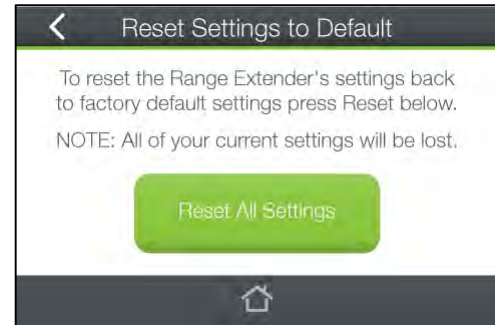 Reset Settings to Default
To reset the Range Extender's settings back
to factory default settings press Reset below.
NOTE: All of your current settings will be lost.
Reset All Settings